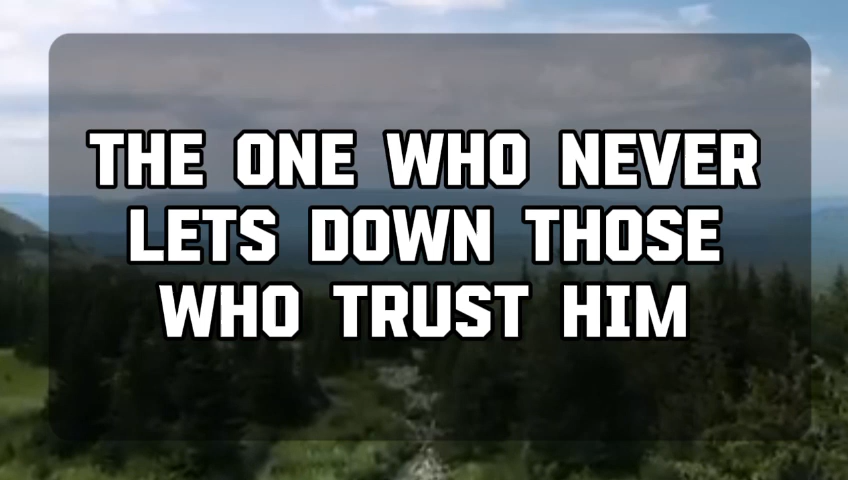 THE ONE WHO NEVER
LETS DOWN THOSE
WHO TRUST HIM